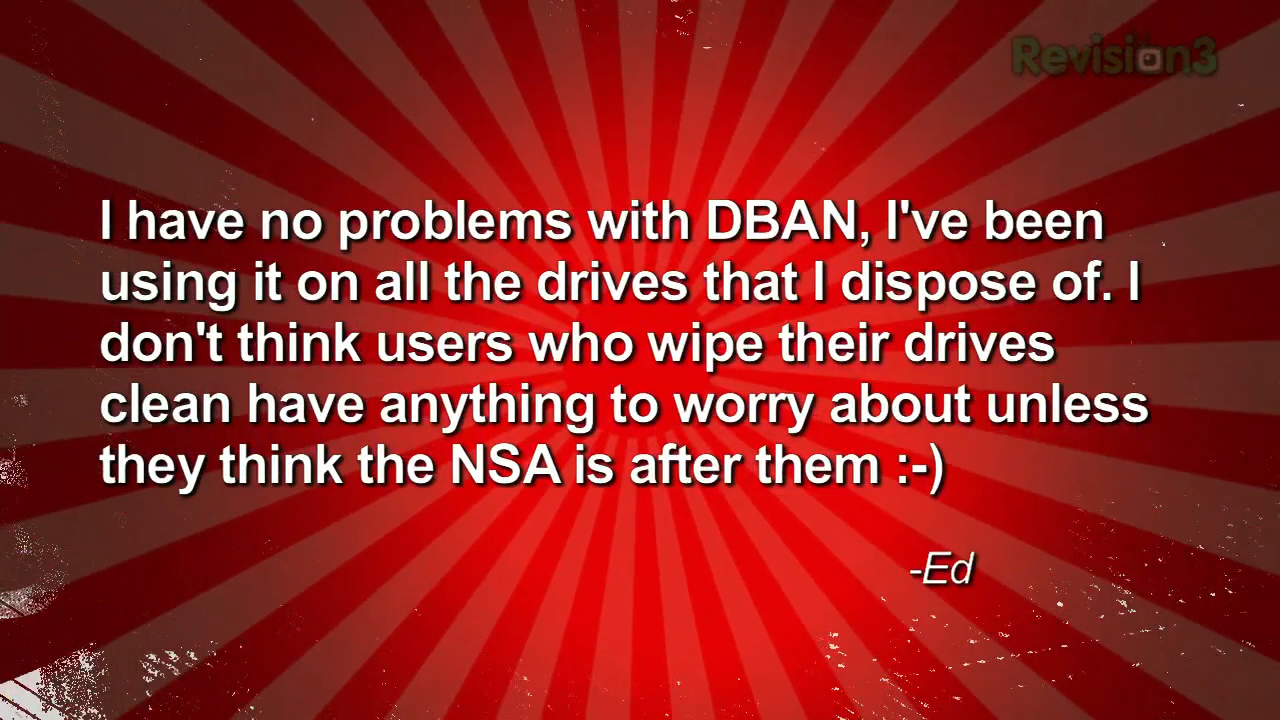 Revision3
I have no problems with DBAN, I've been
using it on all the drives that I dispose of. I
don't think users who wipe their drives
clean have anything to worry about unless
they think the NSA is after them :-)
-Ed